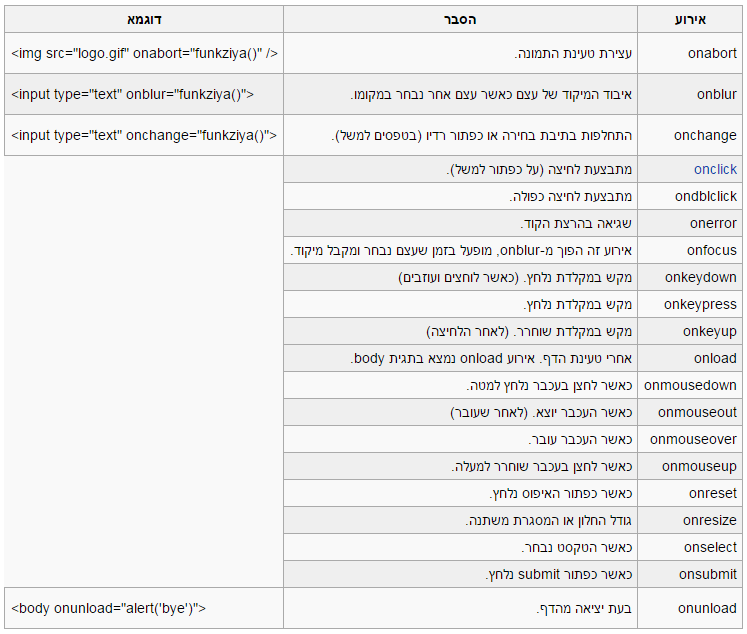 אירוע הסבר דוגמא
onabort עצירת טעינת התמונה. <img src="logo.gif" onabort="funkziya()" />
onblur איבוד המיקוד של עצם כאשר עצם אחר נבחר במקומו. <input type="text" onblur="funkziya()">
onchange התחלפות בתיבת בחירה או כפתור רדיו (בטפסים למשל). <input type="text" onchange="funkziya()">
onclick מתבצעת לחיצה (על כפתור למשל).
ondblclick מתבצעת לחיצה כפולה.
onerror שגיאה בהרצת הקוד.
onfocus אירוע זה הפוך מ-onblur, מופעל בזמן שעצם נבחר ומקבל מיקוד.
onkeydown מקש במקלדת נלחץ. (כאשר לוחצים ועוזבים)
onkeypress מקש במקלדת נלחץ.
onkeyup מקש במקלדת שוחרר. (לאחר הלחיצה)
onload אחרי טעינת הדף. אירוע onload נמצא בתגית body.
onmousedown כאשר לחצן בעכבר נלחץ למטה.
onmouseout כאשר העכבר יוצא. (לאחר שעובר)
onmouseover כאשר העכבר עובר.
onmouseup כאשר לחצן בעכבר שוחרר למעלה.
onreset כאשר כפתור האיפוס נלחץ.
onresize גודל החלון או המסגרת משתנה.
onselect כאשר הטקסט נבחר.
onsubmit כאשר כפתור submit נלחץ.
onunload בעת יציאה מהדף. <body onunload="alert('bye')">